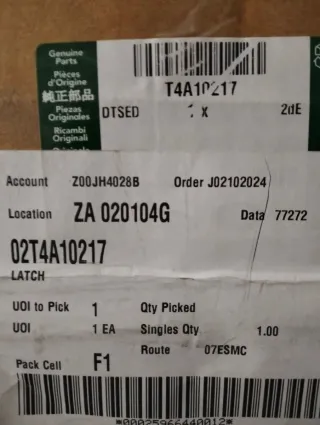 Genuine
Parts
Pièces
d'Origine
純正部品
Piezas
Originales
Ricambi
Originali
T4A10217
DTSED
x
2dE
Account Z00JH4028B Order J02102024
Location ZA 020104G Data 77272
02T4A10217
LATCH
UOI to Pick 1 Qty Picked
UOI 1 EA Singles Qty 1.00
Route 07ESMC
Pack Cell F1
*00025966440012*